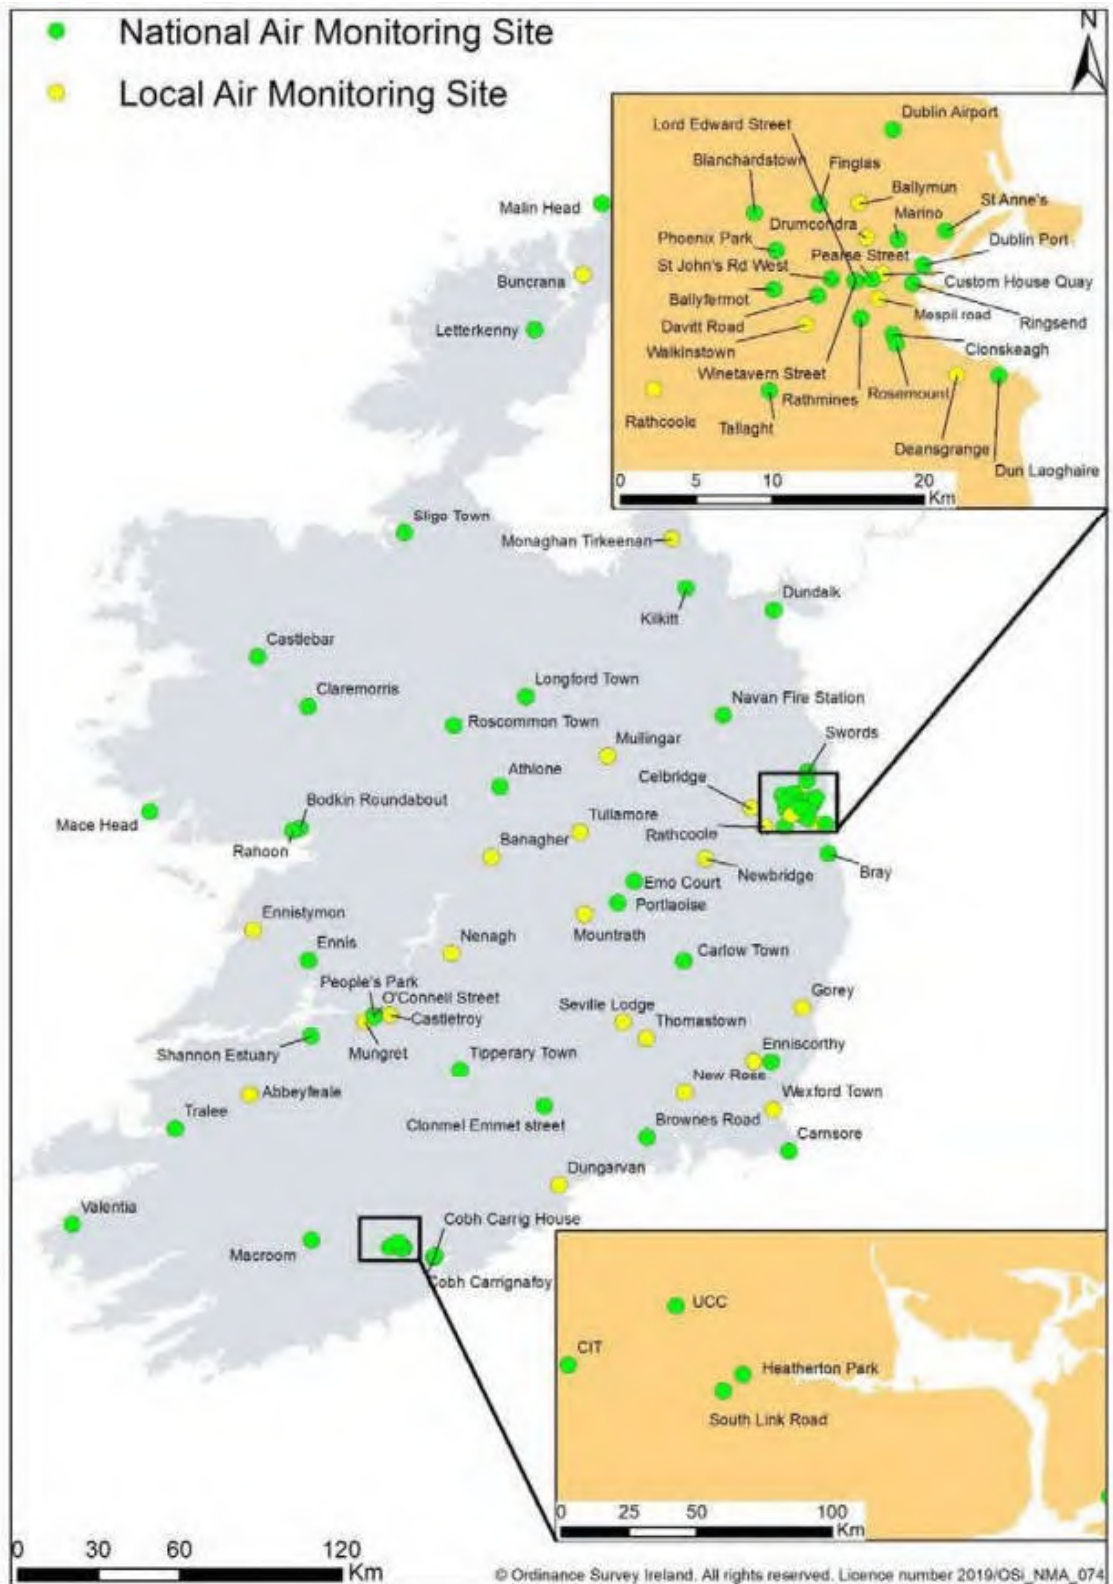 National Air Monitoring Site
Local Air Monitoring Site
N
Dublin Airport
Lord Edward Street
Blanchardstown
Finglas
Ballymun
St Anne's
Drumcondra
Marino
Phoenix Park
Pearse Street
Dublin Port
St John's Rd West
Custom House Quay
Ballyfermot
Mespil road
Ringsend
Davitt Road
Clonskeagh
Walkinstown
Winetavern Street
Rathmines
Rosemount
Rathcoole
Tallaght
Deansgrange
Dun Laoghaire
0 5 10 20
Km
Malin Head
Buncrana
Letterkenny
Sligo Town
Monaghan Tirkeenan
Kilkitt
Dundalk
Castlebar
Claremorris
Longford Town
Roscommon Town
Navan Fire Station
Swords
Mullingar
Celbridge
Athlone
Bodkin Roundabout
Mace Head
Rahoon
Tullamore
Banagher
Rathcoole
Newbridge
Bray
Emo Court
Portlaoise
Mountrath
Ennistymon
Ennis
Nenagh
Carlow Town
People's Park
O'Connell Street
Castletroy
Mungret
Shannon Estuary
Seville Lodge
Thomastown
Gorey
Enniscorthy
Tipperary Town
New Ross
Wexford Town
Abbeyfeale
Tralee
Clonmel Emmet street
Brownes Road
Carnsore
Dungarvan
Valentia
Macroom
Cobh Carrig House
Cobh Carrignafoy
UCC
CIT
Heatherton Park
South Link Road
0 25 50 100
Km
0 30 60 120
Km
© Ordinance Survey Ireland. All rights reserved. Licence number 2019/OSi_NMA_074